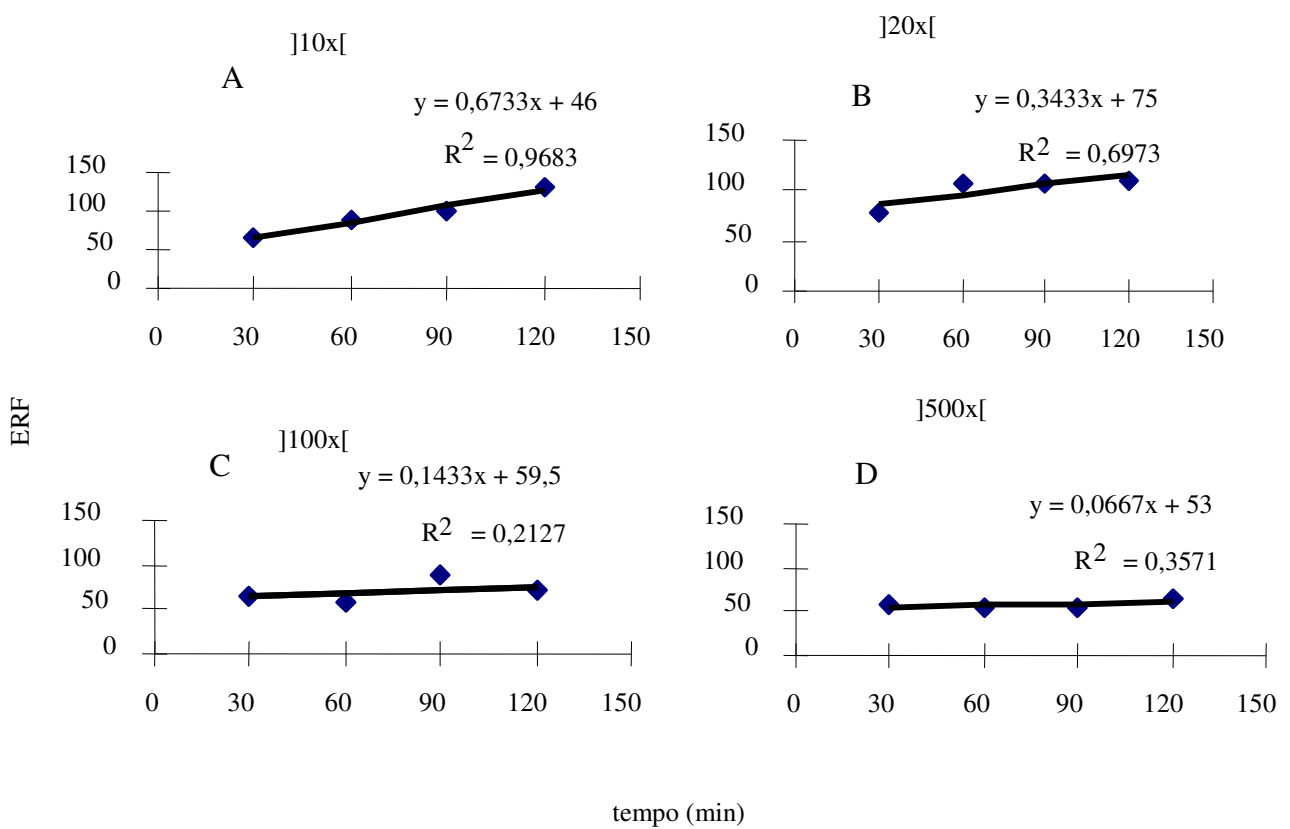 ]10x[
A
y = 0,6733x + 46
R2 = 0,9683
150
100
50
0
0 30 60 90 120 150
]20x[
B
y = 0,3433x + 75
R2 = 0,6973
150
100
50
0
0 30 60 90 120 150
ERF
]100x[
C
y = 0,1433x + 59,5
R2 = 0,2127
150
100
50
0
0 30 60 90 120 150
]500x[
D
y = 0,0667x + 53
R2 = 0,3571
150
100
50
0
0 30 60 90 120 150
tempo (min)